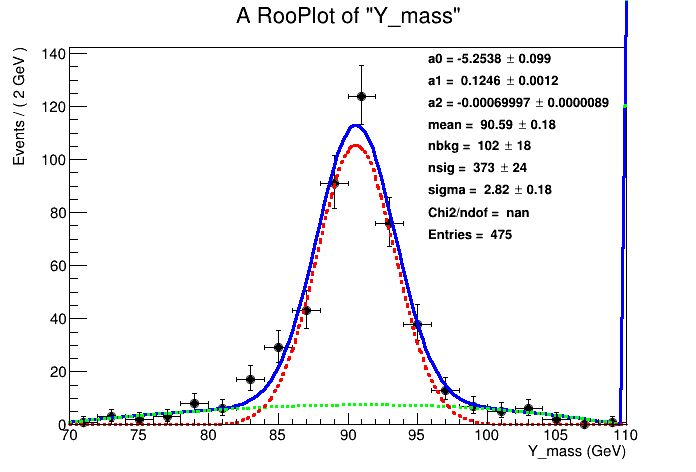 A RooPlot of "Y_mass"
Events / ( 2 GeV )
140
120
100
80
60
40
20
0
a0 = -5.2538 ± 0.099
a1 = 0.1246 ± 0.0012
a2 = -0.00069997 ± 0.0000089
mean = 90.59 ± 0.18
nbkg = 102 ± 18
nsig = 373 ± 24
sigma = 2.82 ± 0.18
Chi2/ndof = nan
Entries = 475
70 75 80 85 90 95 100 105 110
Y_mass (GeV)